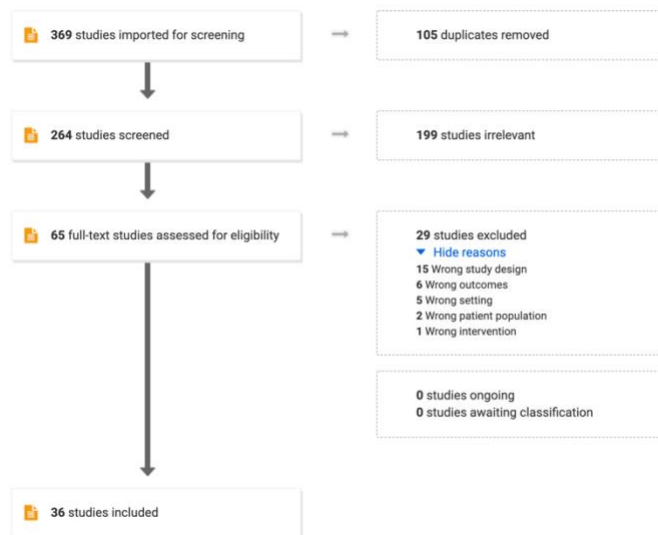 369 studies imported for screening
105 duplicates removed
264 studies screened
199 studies irrelevant
65 full-text studies assessed for eligibility
29 studies excluded
Hide reasons
15 Wrong study design
6 Wrong outcomes
5 Wrong setting
2 Wrong patient population
1 Wrong intervention
0 studies ongoing
0 studies awaiting classification
36 studies included